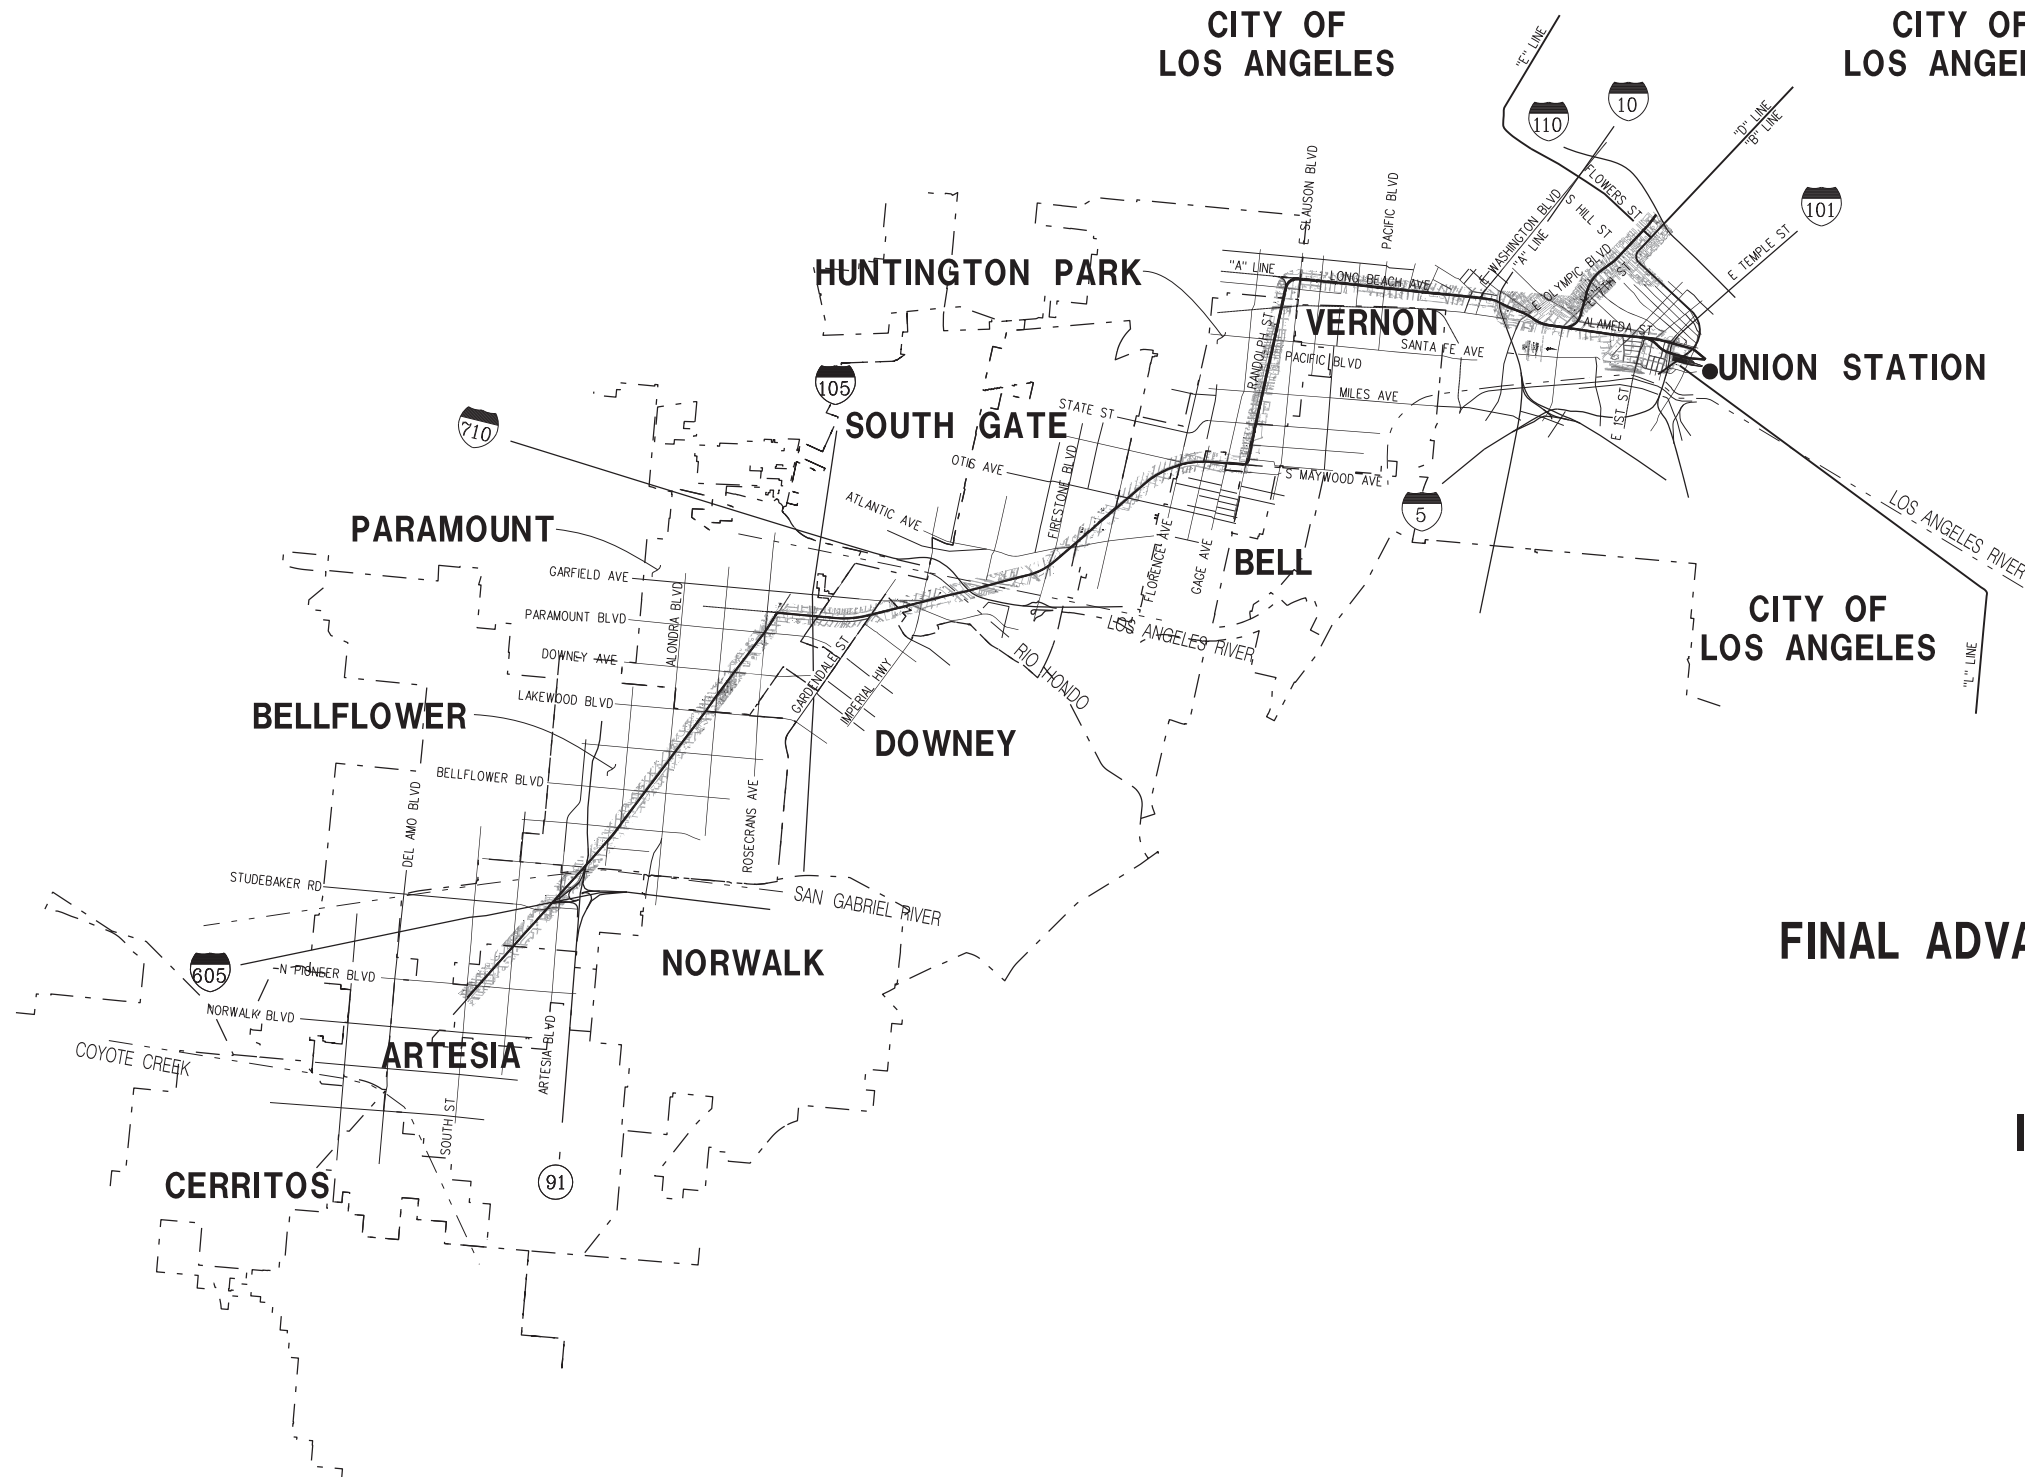 CITY OF
LOS ANGELES
CITY OF
LOS ANGEL
"E" LINE
10
110
"D" LINE
"B" LINE
101
FLOWERS ST
S HILL ST
E WASHINGTON BLVD
"A" LINE
E OLYMPIC BLVD
E 7TH ST
E TEMPLE ST
E SLAUSON BLVD
PACIFIC BLVD
HUNTINGTON PARK
"A" LINE
LONG BEACH AVE
VERNON
RANDOLPH ST
ALAMEDA ST
SANTA FE AVE
PACIFIC BLVD
UNION STATION
MILES AVE
E 1ST ST
105
710
SOUTH GATE
STATE ST
OTIS AVE
FIRESTONE BLVD
S MAYWOOD AVE
ATLANTIC AVE
5
LOS ANGELES RIVER
PARAMOUNT
GARFIELD AVE
FLORENCE AVE
GAGE AVE
BELL
PARAMOUNT BLVD
ALONDRA BLVD
LOS ANGELES RIVER
CITY OF
LOS ANGELES
"L" LINE
DOWNEY AVE
RIO HONDO
LAKEWOOD BLVD
GARDENDALE ST
IMPERIAL HWY
BELLFLOWER
DOWNEY
BELLFLOWER BLVD
DEL AMO BLVD
ROSECRANS AVE
STUDEBAKER RD
SAN GABRIEL RIVER
FINAL ADVA
605
N PIONEER BLVD
NORWALK
NORWALK BLVD
COYOTE CREEK
ARTESIA
ARTESIA BLVD
SOUTH ST
CERRITOS
91